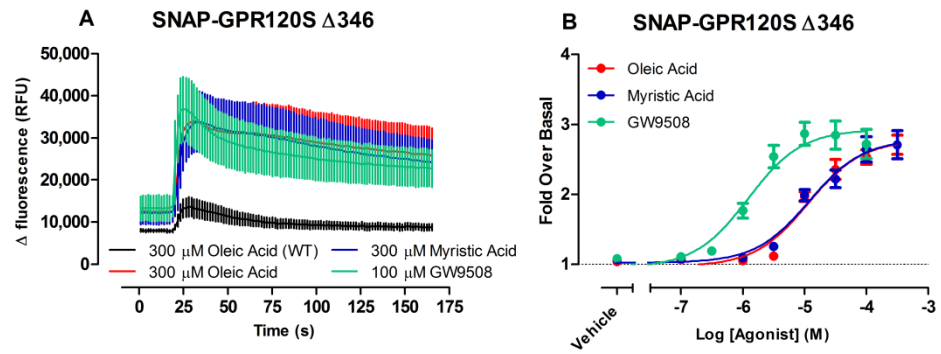 A SNAP-GPR120S Δ346
Δ fluorescence (RFU)
50,000
40,000
30,000
20,000
10,000
0
300 μM Oleic Acid (WT) 300 μM Myristic Acid
300 μM Oleic Acid 100 μM GW9508
0 25 50 75 100 125 150 175
Time (s)
B SNAP-GPR120S Δ346
Fold Over Basal
4
3
2
1
Oleic Acid
Myristic Acid
GW9508
Vehicle -7 -6 -5 -4 -3
Log [Agonist] (M)